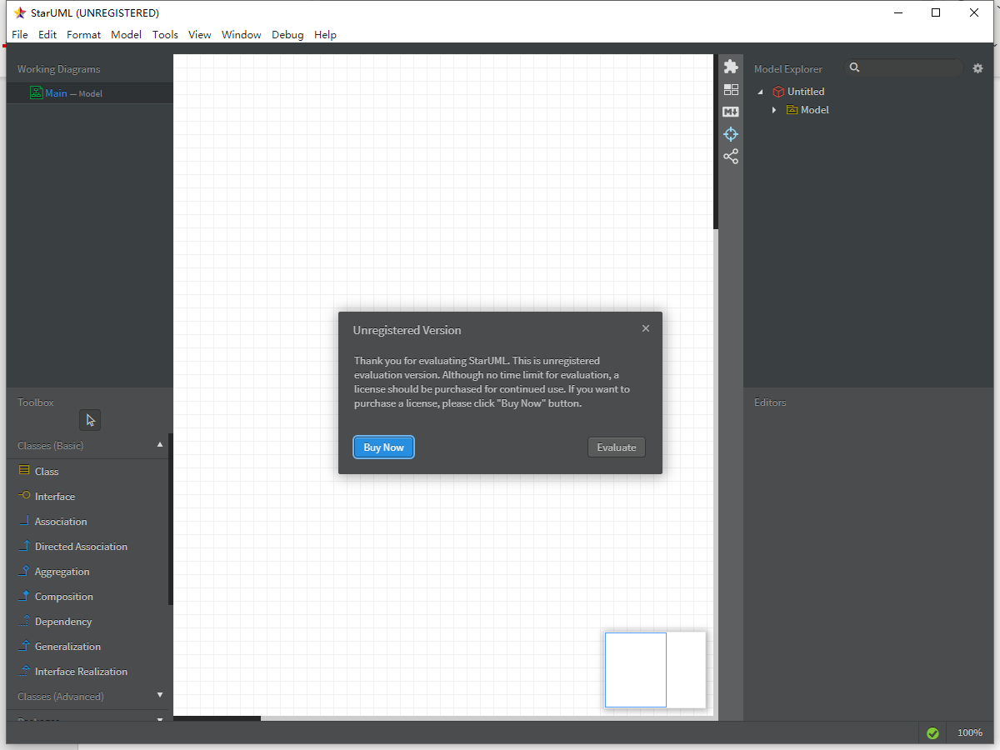 StarUML (UNREGISTERED)
File Edit Format Model Tools View Window Debug Help
Working Diagrams
Main — Model
Model Explorer
Untitled
Model
Unregistered Version
Thank you for evaluating StarUML. This is unregistered
evaluation version. Although no time limit for evaluation, a
license should be purchased for continued use. If you want to
purchase a license, please click "Buy Now" button.
Buy Now
Evaluate
Toolbox
Classes (Basic)
Class
Interface
Association
Directed Association
Aggregation
Composition
Dependency
Generalization
Interface Realization
Classes (Advanced)
Editors
100%